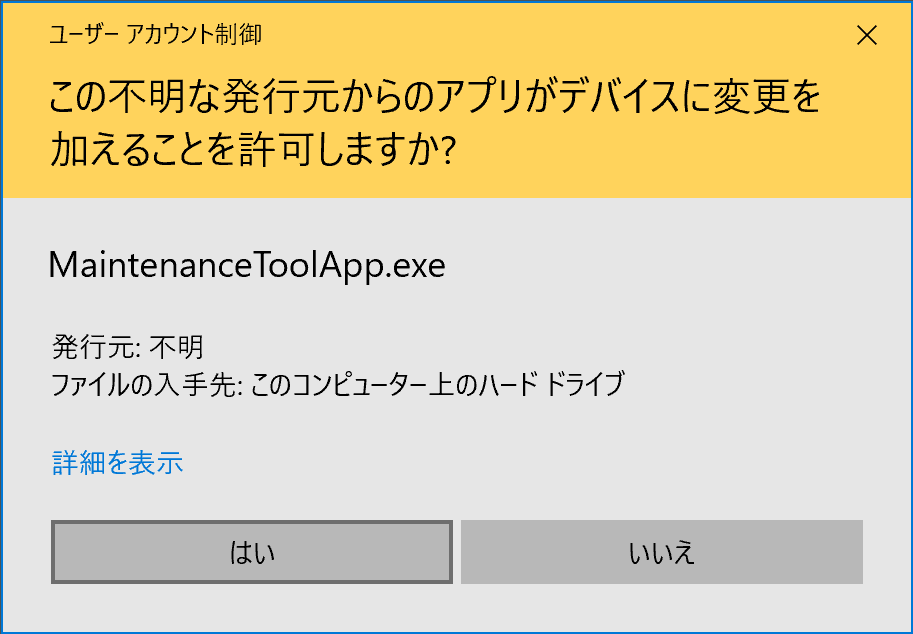 ユーザー アカウント制御
この不明な発行元からのアプリがデバイスに変更を
加えることを許可しますか?
MaintenanceToolApp.exe
発行元: 不明
ファイルの入手先: このコンピューター上のハード ドライブ
詳細を表示
はい
いいえ